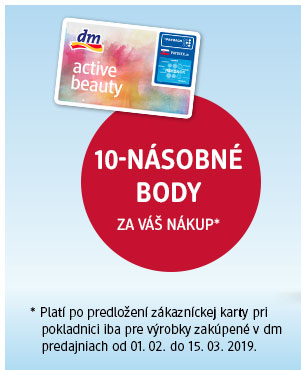 dm
active
beauty
10-NÁSOBNÉ
BODY
ZA VÁŠ NÁKUP*
* Platí po predložení zákazníckej karty pri
pokladnici iba pre výrobky zakúpené v dm
predajniach od 01. 02. do 15. 03. 2019.